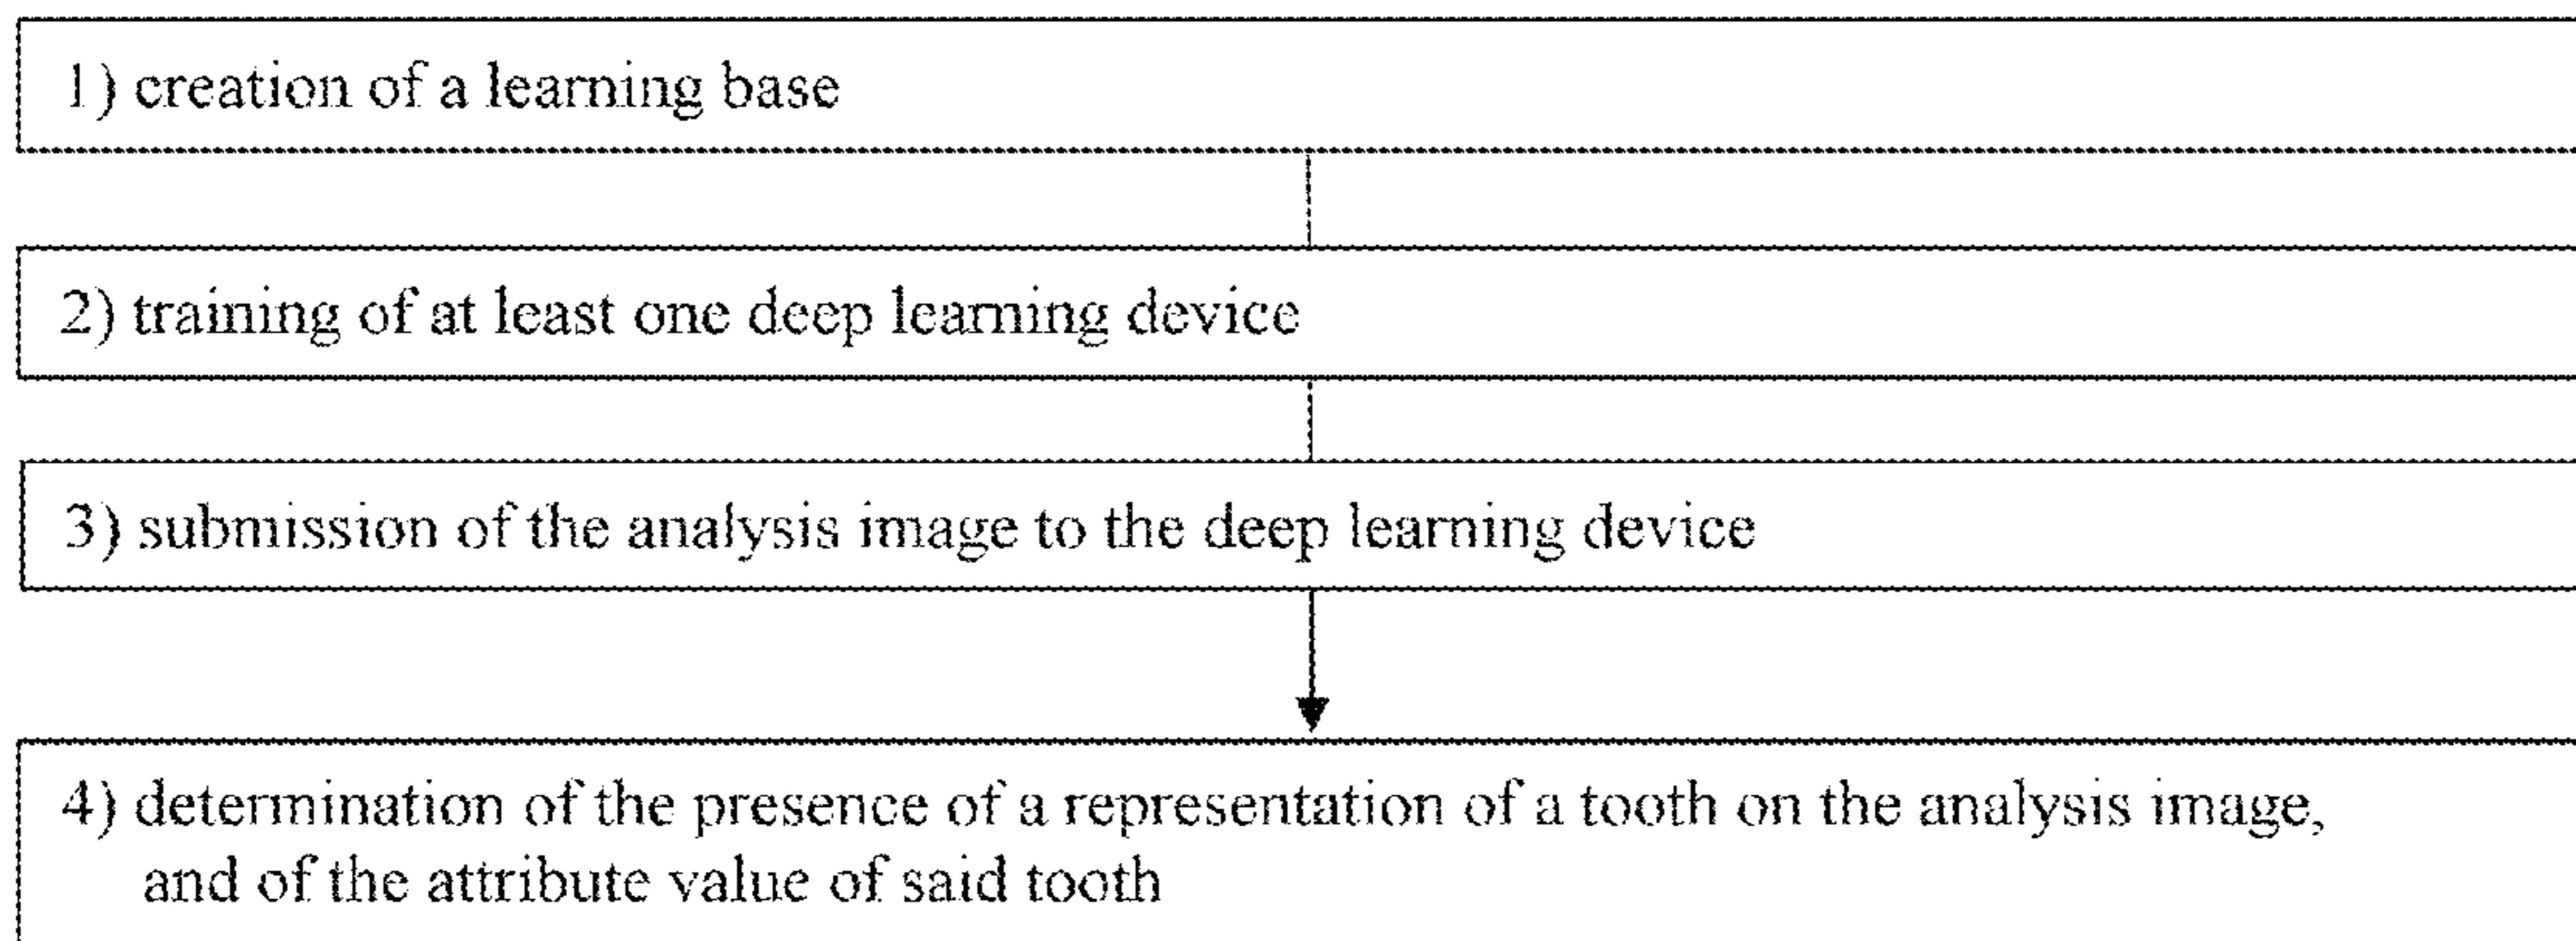 1) creation of a learning base
2) training of at least one deep learning device
3) submission of the analysis image to the deep learning device
4) determination of the presence of a representation of a tooth on the analysis image,
and of the attribute value of said tooth